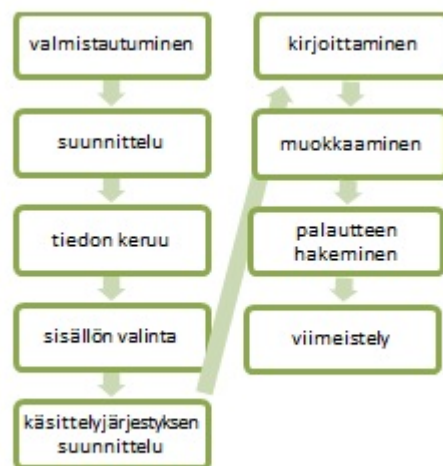 valmistautuminen
suunnittelu
tiedon keruu
sisällön valinta
käsittelyjärjestyksen
suunnittelu
kirjoittaminen
muokkaaminen
palautteen
hakeminen
viimeistely